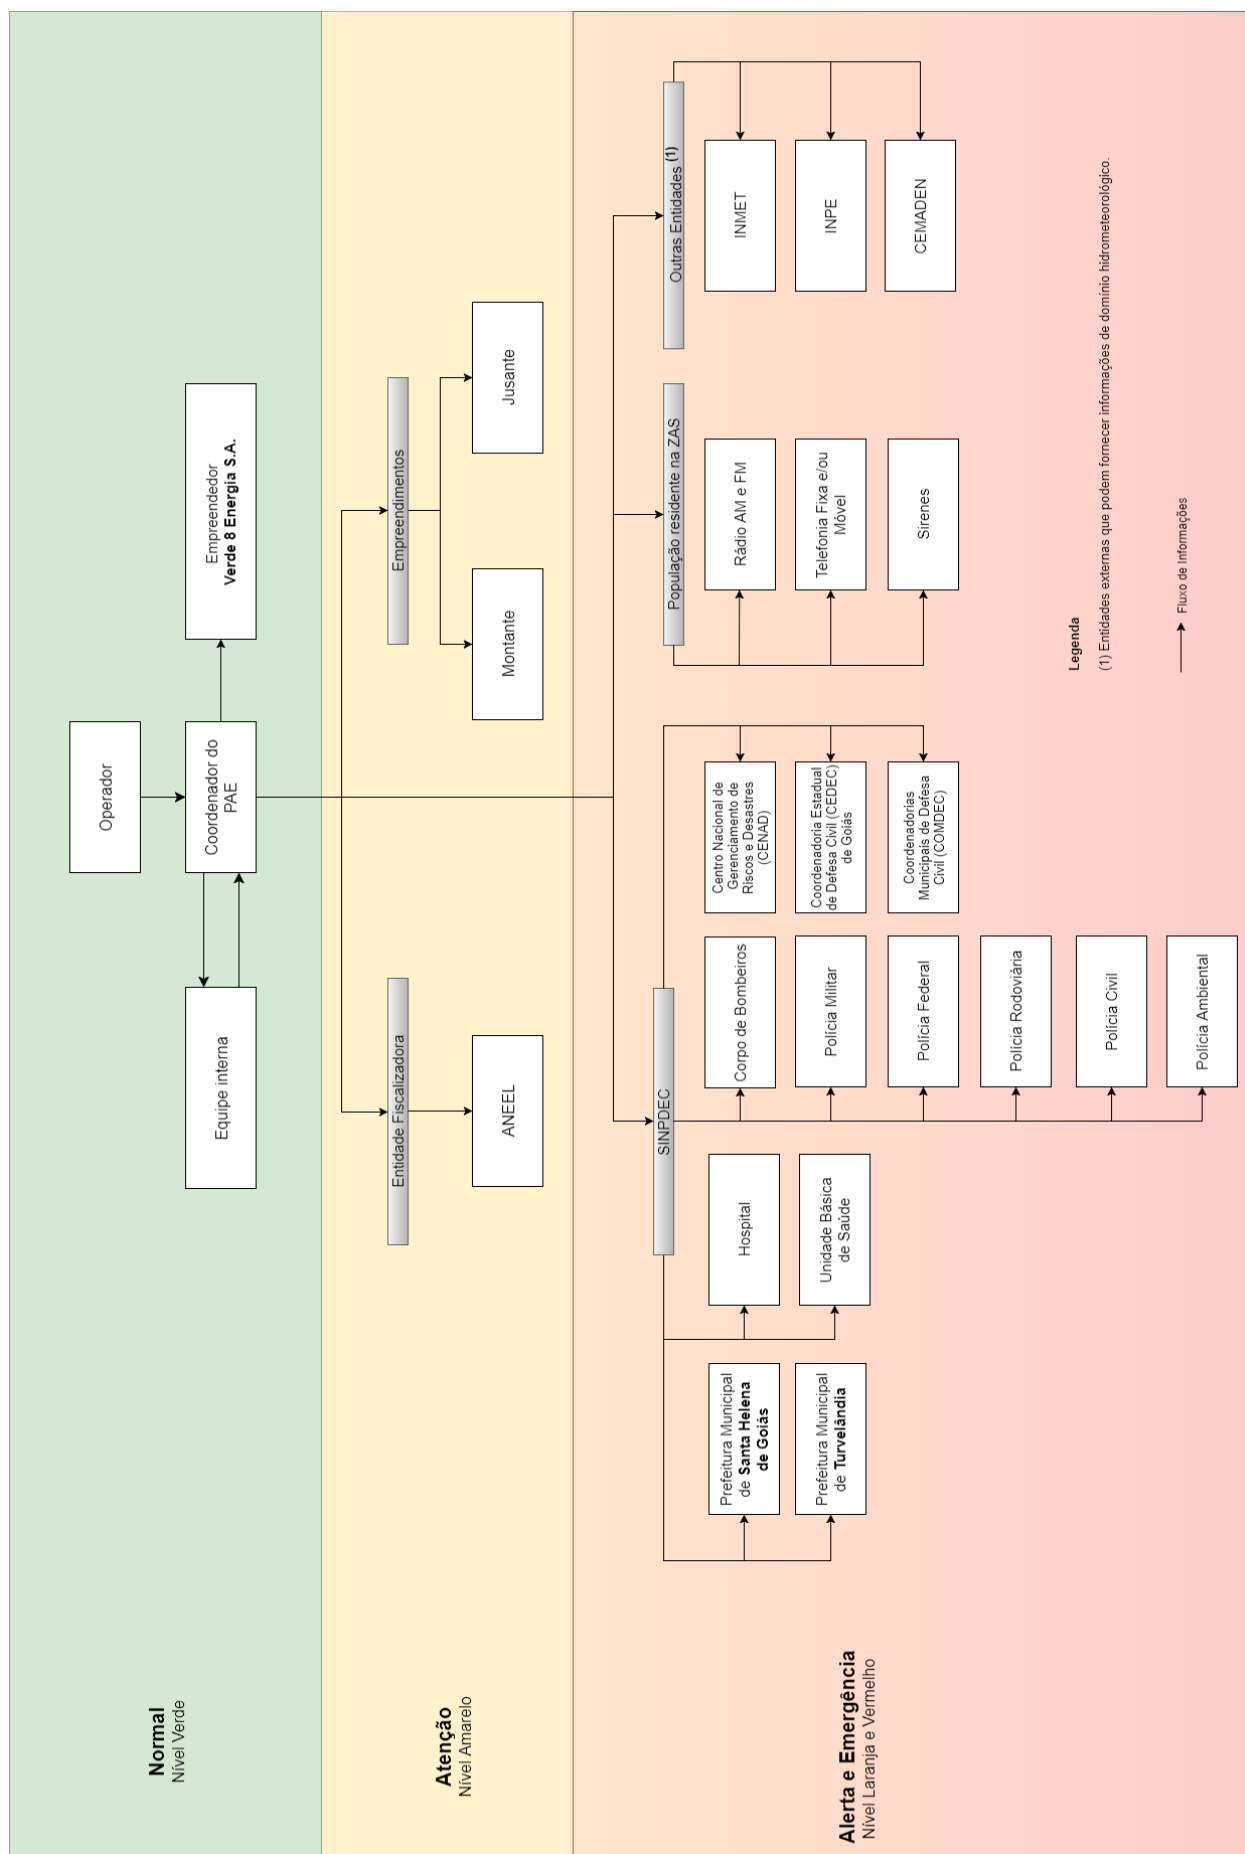 Normal
Nível Verde
Operador
Equipe interna
Coordenador do
PAE
Empreendedor
Verde 8 Energia S.A.
Atenção
Nível Amarelo
Entidade Fiscalizadora
ANEEL
Empreendimentos
Montante
Jusante
Alerta e Emergência
Nível Laranja e Vermelho
SINPDEC
Prefeitura Municipal
de Santa Helena
de Goiás
Prefeitura Municipal
de Turvelândia
Hospital
Unidade Básica
de Saúde
Corpo de Bombeiros
Polícia Militar
Polícia Federal
Polícia Rodoviária
Polícia Civil
Polícia Ambiental
Centro Nacional de
Gerenciamento de
Riscos e Desastres
(CENAD)
Coordenadoria Estadual
de Defesa Civil (CEDEC)
de Goiás
Coordenadorias
Municipais de Defesa
Civil (COMDEC)
População residente na ZAS
Rádio AM e FM
Telefonia Fixa e/ou
Móvel
Sirenes
Outras Entidades (1)
INMET
INPE
CEMADEN
Legenda
(1) Entidades externas que podem fornecer informações de domínio hidrometeorológico.
Fluxo de Informações